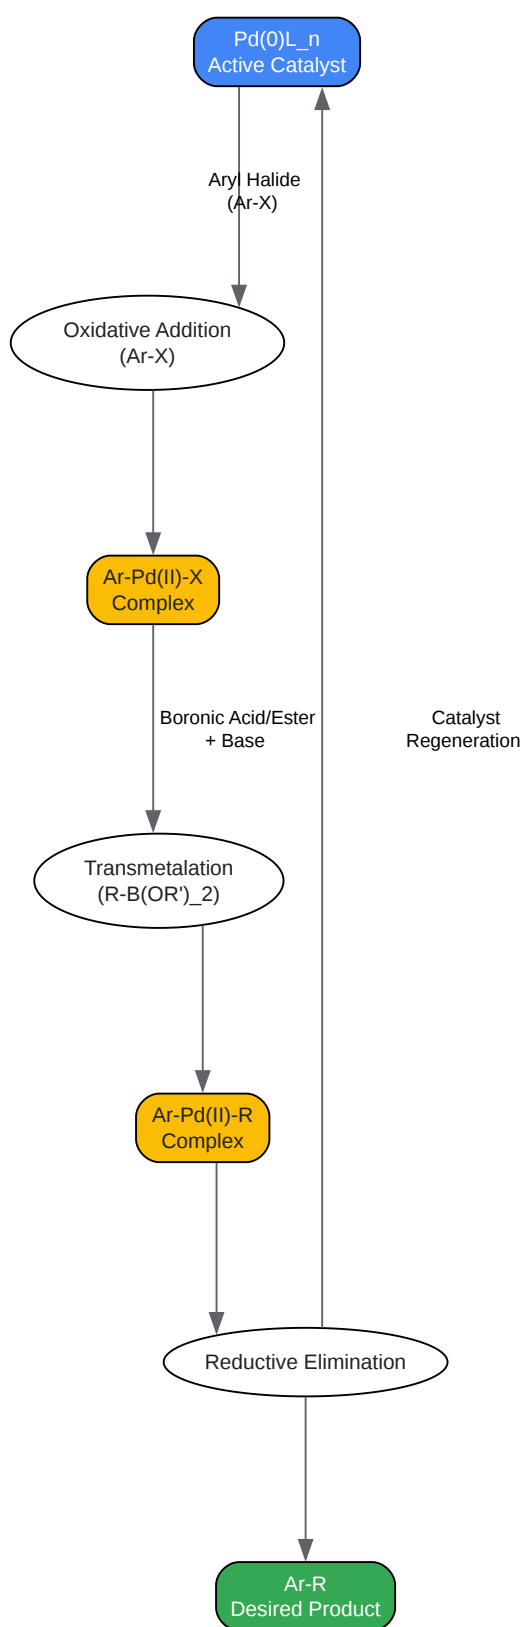 Pd(0)L_n
Active Catalyst
Aryl Halide
(Ar-X)
Oxidative Addition
(Ar-X)
Ar-Pd(II)-X
Complex
Boronic Acid/Ester
+ Base
Catalyst
Regeneration
Transmetalation
(R-B(OR')_2)
Ar-Pd(II)-R
Complex
Reductive Elimination
Ar-R
Desired Product